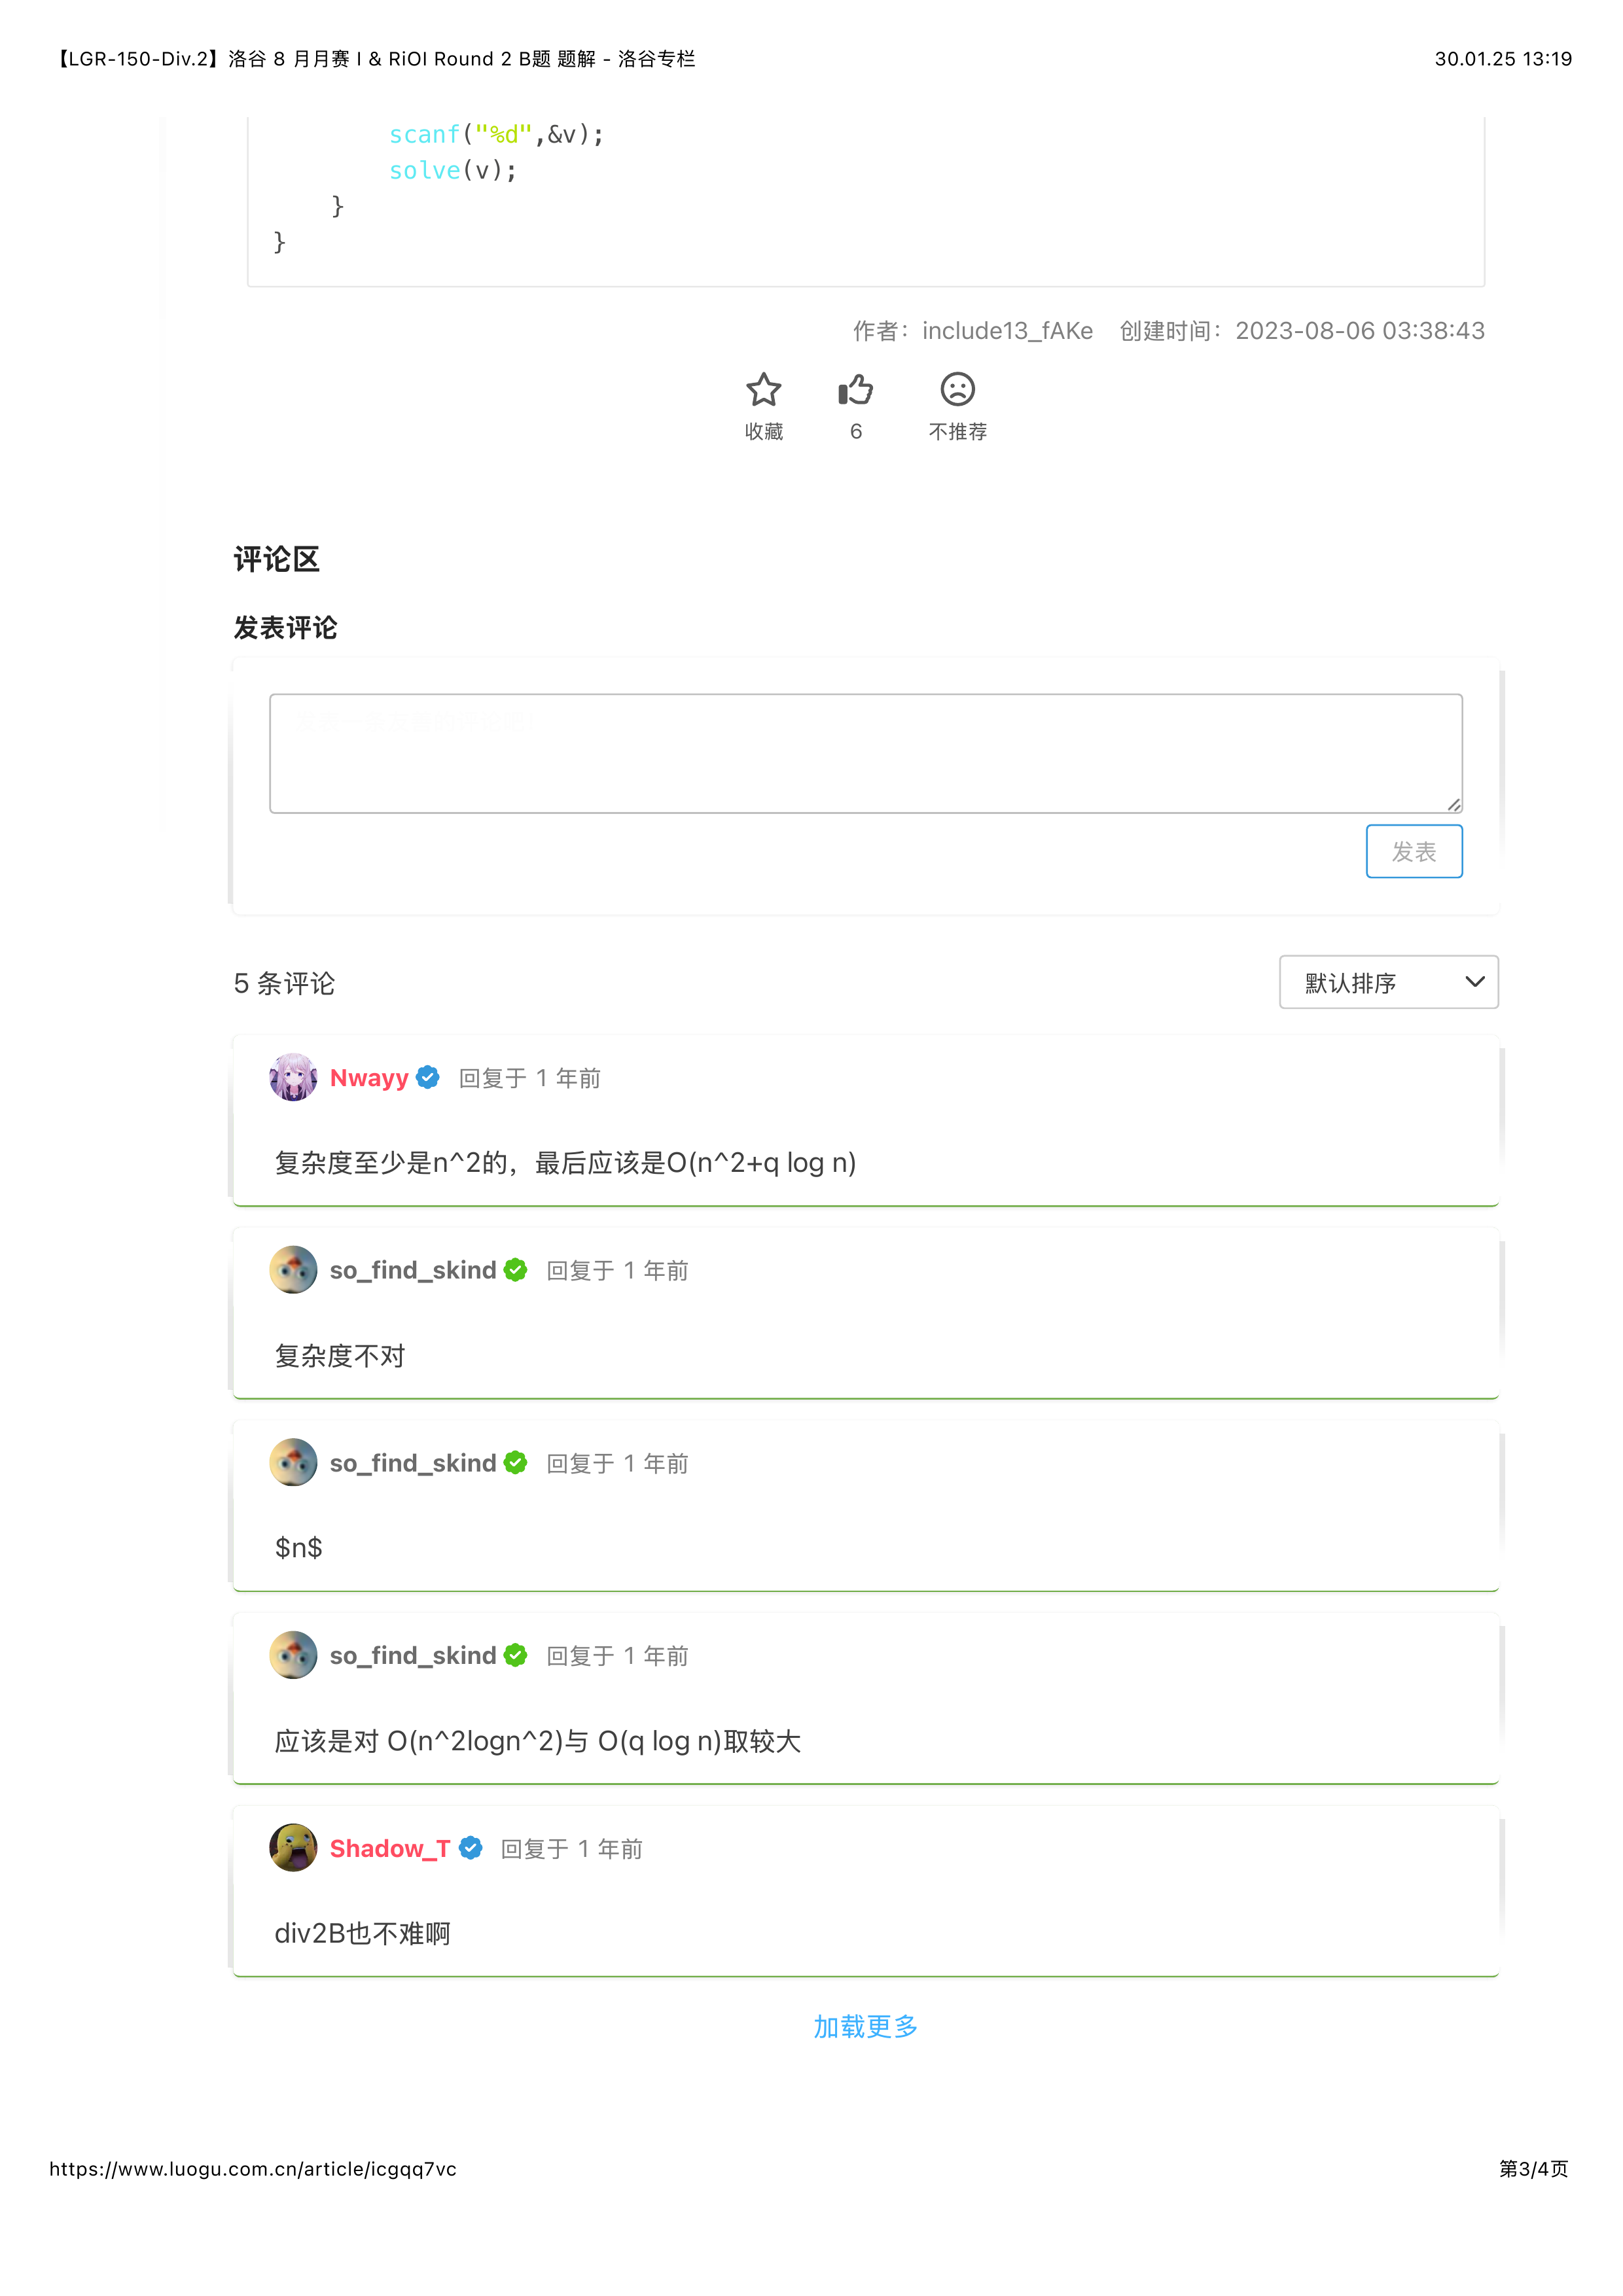 【LGR-150-Div.2】洛谷 8 月月赛 I & RiOI Round 2 B题 题解 - 洛谷专栏
30.01.25 13:19
scanf("%d",&v);
solve(v);
}
}
作者：include13_fAKe 创建时间：2023-08-06 03:38:43
收藏 6 不推荐
评论区
发表评论
发表
5 条评论
默认排序
Nwayy 回复于 1 年前
复杂度至少是n^2的，最后应该是O(n^2+q log n)
so_find_skind 回复于 1 年前
复杂度不对
so_find_skind 回复于 1 年前
$n$
so_find_skind 回复于 1 年前
应该是对 O(n^2logn^2)与 O(q log n)取较大
Shadow_T 回复于 1 年前
div2B也不难啊
加载更多
https://www.luogu.com.cn/article/icgqq7vc
第3/4页